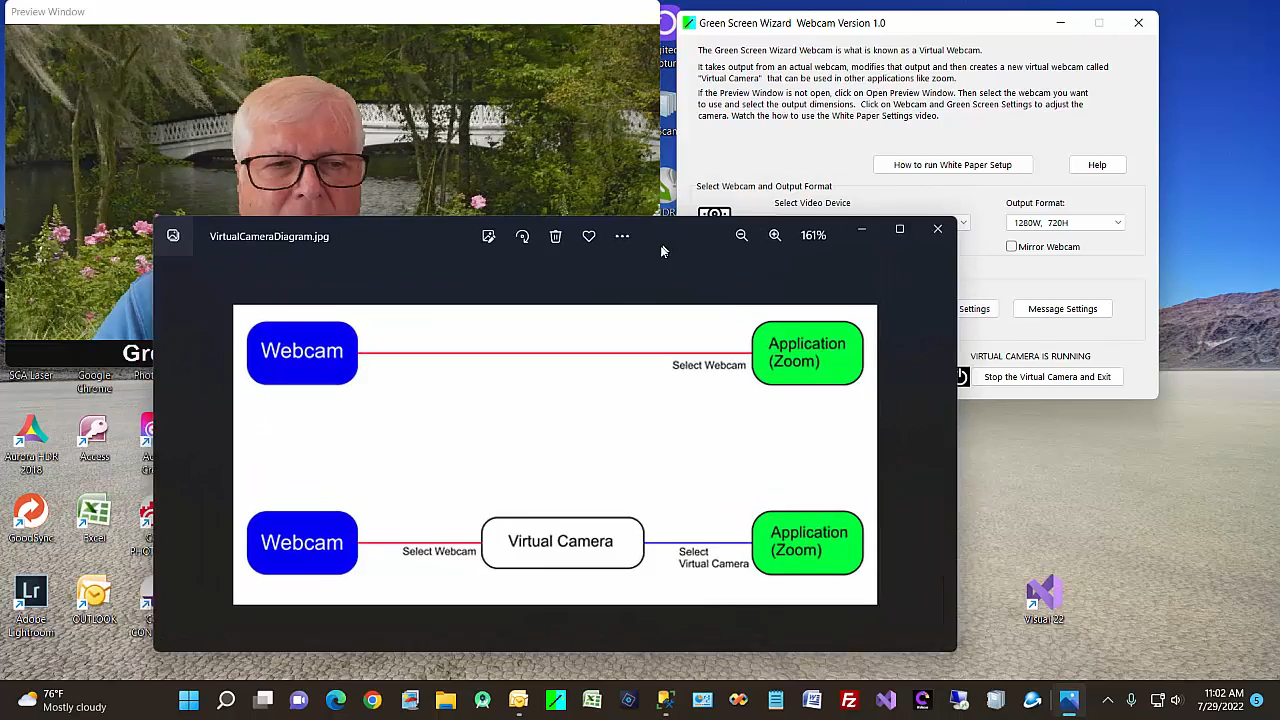 Preview Window
Green Screen Wizard  Webcam Version 1.0
The Green Screen Wizard Webcam is what is known as a Virtual Webcam.
It takes output from an actual webcam, modifies that output and then creates a new virtual webcam called
"Virtual Camera"  that can be used in other applications like zoom.
If the Preview Window is not open, click on Open Preview Window. Then select the webcam you want
to use and select the output dimensions.  Click on Webcam and Green Screen Settings to adjust the
camera. Watch the how to use the White Paper Settings video.
How to run White Paper Setup
Help
Select Webcam and Output Format
Select Video Device
Output Format:
1280W,  720H
Mirror Webcam
Settings
Message Settings
VIRTUAL CAMERA IS RUNNING
Stop the Virtual Camera and Exit
VirtualCameraDiagram.jpg
161%
Webcam
Select Webcam
Application
(Zoom)
Webcam
Select Webcam
Virtual Camera
Select
Virtual Camera
Application
(Zoom)
Gre
SCA Laser
Google
Chrome
Aurora HDR
2018
Access
GoodSync
Excel
Adobe
Lightroom
OUTLOOK
Visual 22
76°F
Mostly cloudy
11:02 AM
7/29/2022
5